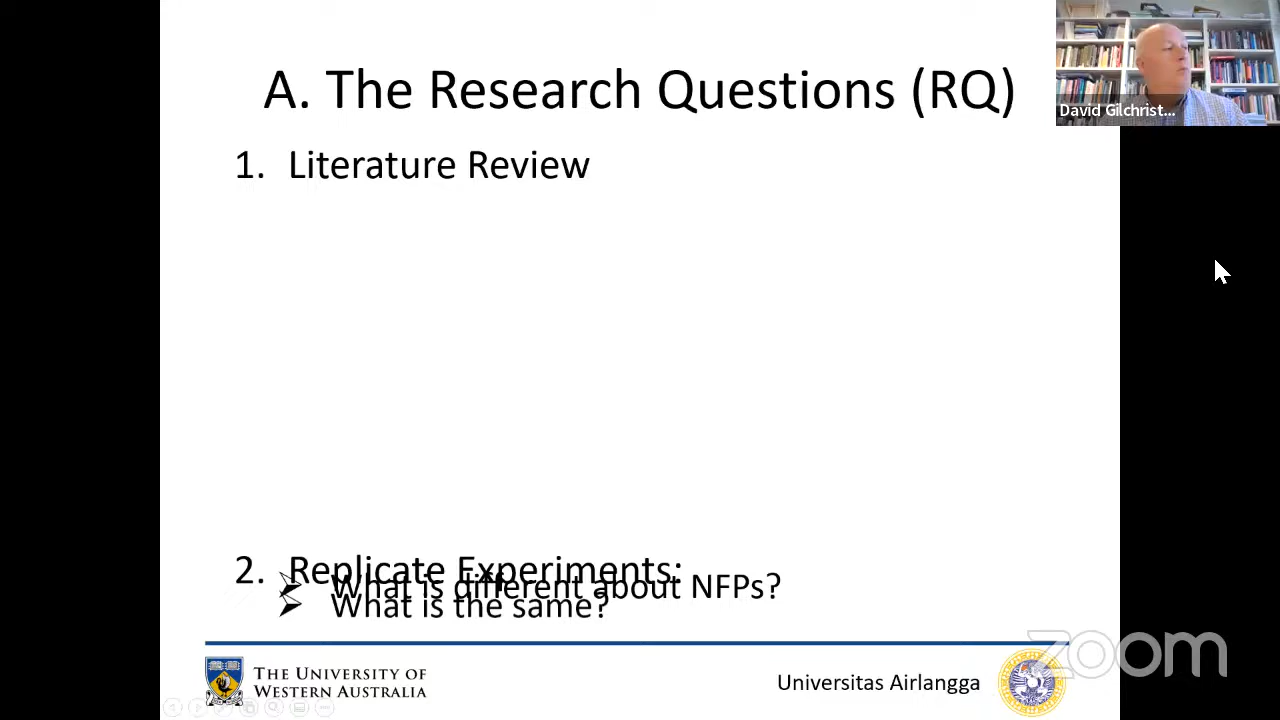 A. The Research Questions (RQ)
David Gilchrist...
1. Literature Review
2. Replicate Experiments:
➢ What is different about NFPs?
➢ What is the same?
THE UNIVERSITY OF
WESTERN AUSTRALIA
Universitas Airlangga
zoom